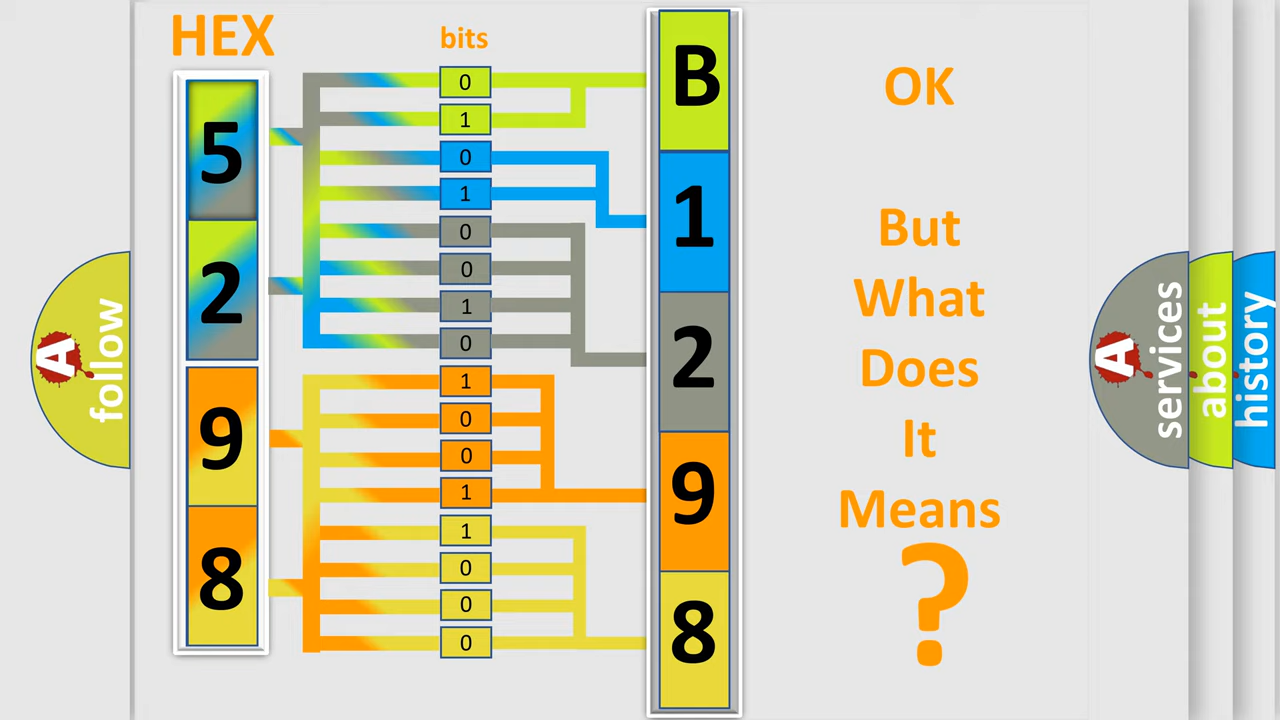 HEX
bits
5
2
9
8
0
1
0
1
0
0
1
0
1
0
0
1
1
0
0
0
B
1
2
9
8
OK
But
What
Does
It
Means
?
A
follow
A
services
about
history